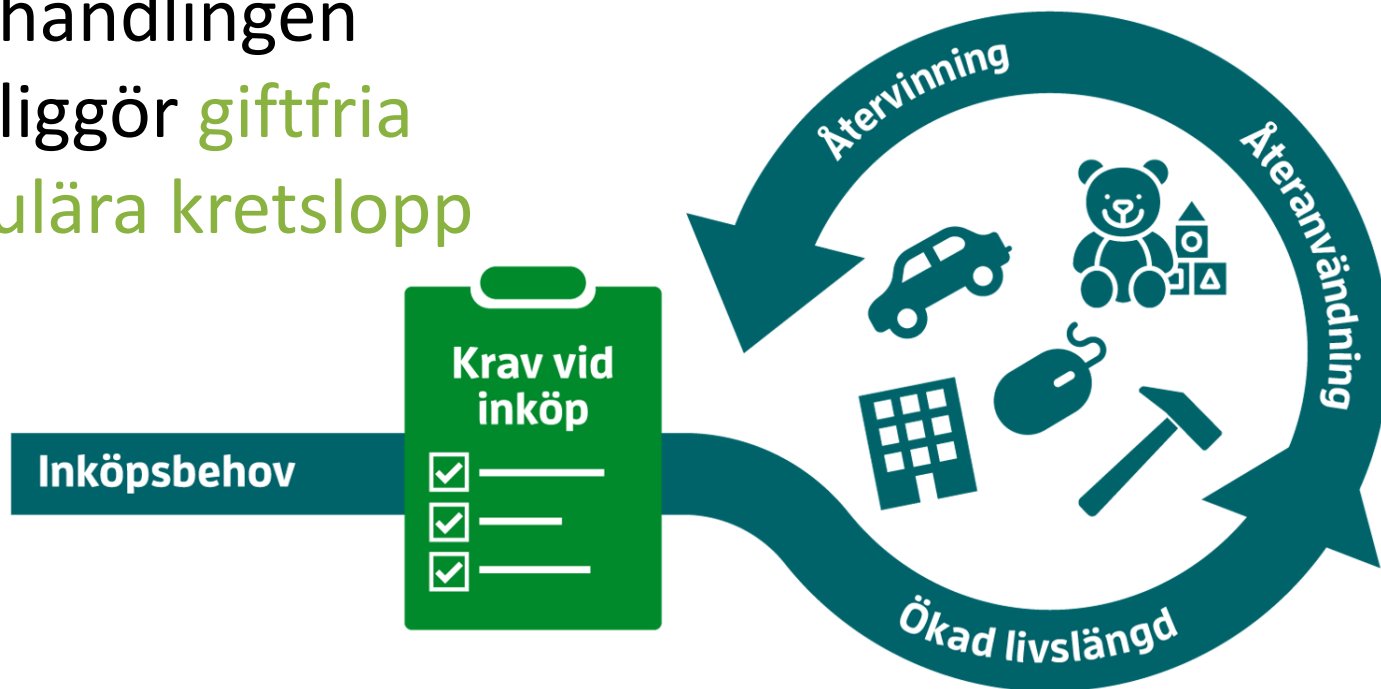 handlingen
liggör giftfria
ulära kretslopp
Återvinning
Återanvändning
Krav vid
inköp
Inköpsbehov
Ökad livslängd